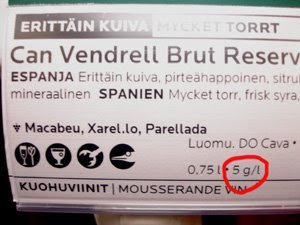 ERITTÄIN KUIVA MYCKET TORRT
Can Vendrell Brut Reserv
ESPANJA Erittäin kuiva, pirteähappoinen, sitru
mineraalinen SPANIEN Mycket torr, frisk syra,
Macabeu, Xarel.lo, Parellada
Luomu. DO Cava •
0,75 l • 5 g/l
KUOHUVIINIT | MOUSSERANDE VIN